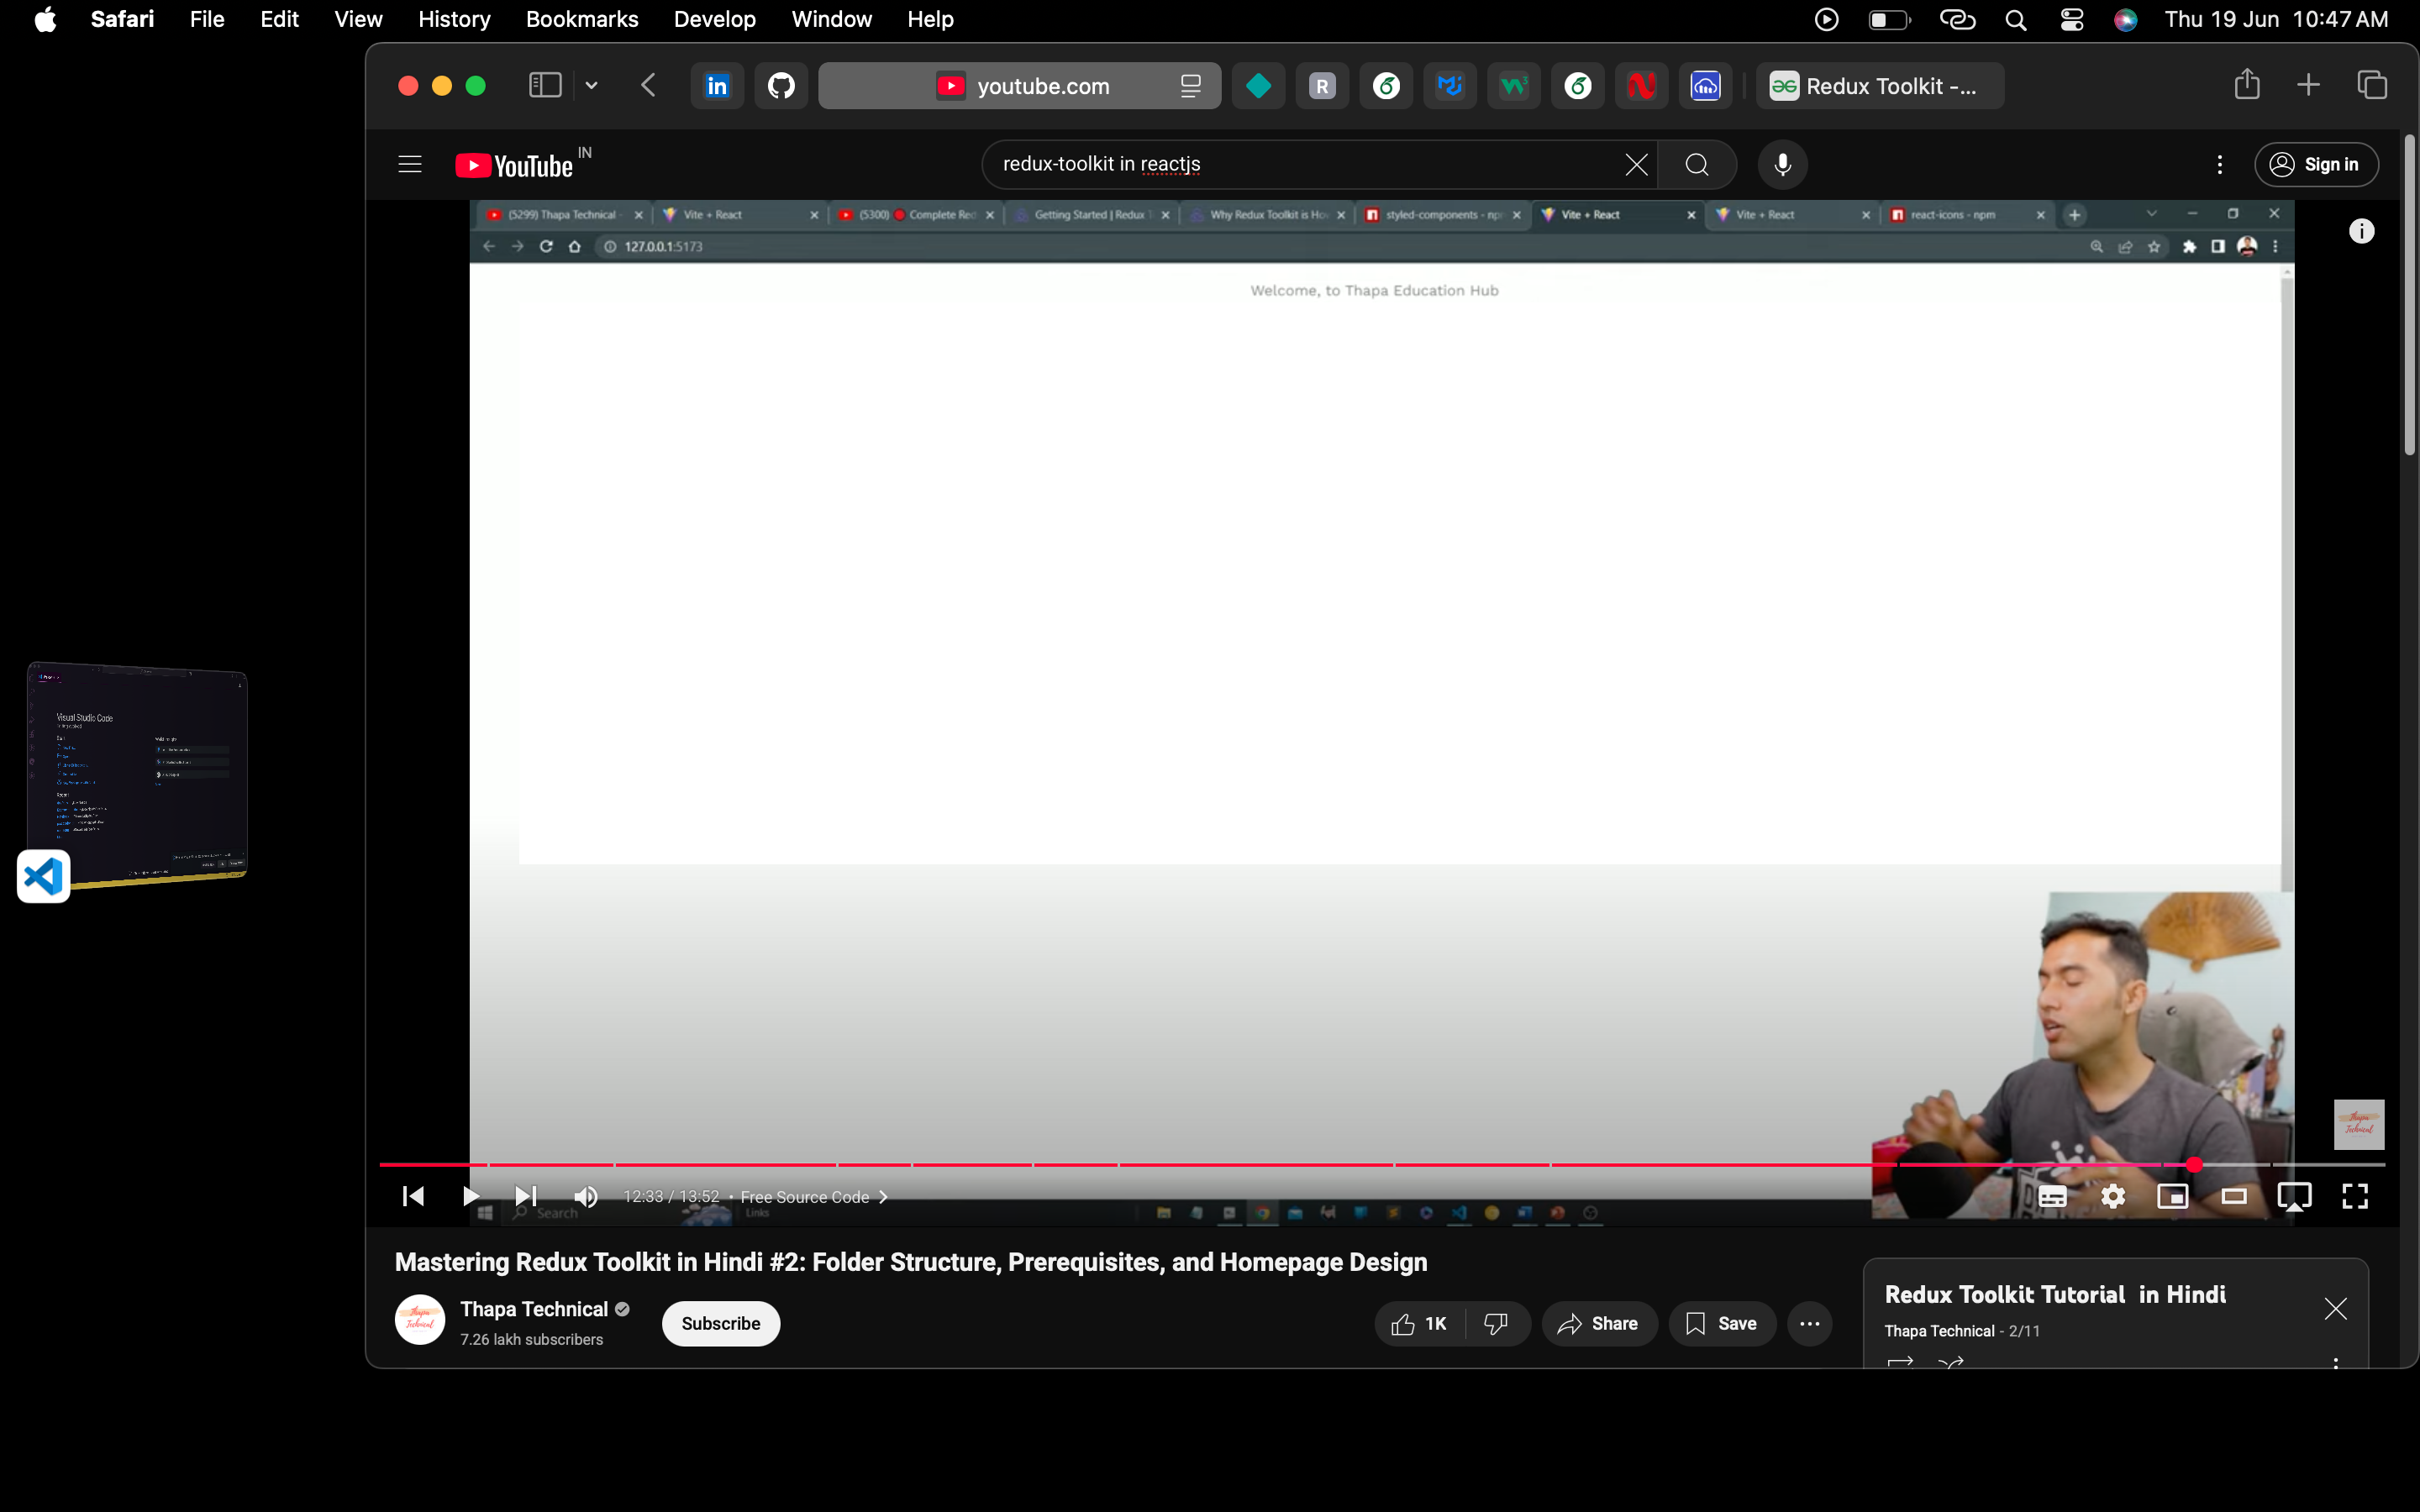 Safari File Edit View History Bookmarks Develop Window Help Thu 19 Jun 10:47 AM
in youtube.com R Redux Toolkit -...
YouTube IN redux-toolkit in reactjs Sign in
(5299) Thapa Technical Vite + React (5300) Complete Red Getting Started | Redux T Why Redux Toolkit is Ho styled-components - np Vite + React Vite + React react-icons - npm
127.0.0.1:5173
Welcome, to Thapa Education Hub
Visual Studio Code
Thapa
Technical
12:33 / 13:52 • Free Source Code
Search Links
Mastering Redux Toolkit in Hindi #2: Folder Structure, Prerequisites, and Homepage Design
Thapa Technical
7.26 lakh subscribers
Subscribe
1K Share Save
Redux Toolkit Tutorial in Hindi
Thapa Technical - 2/11